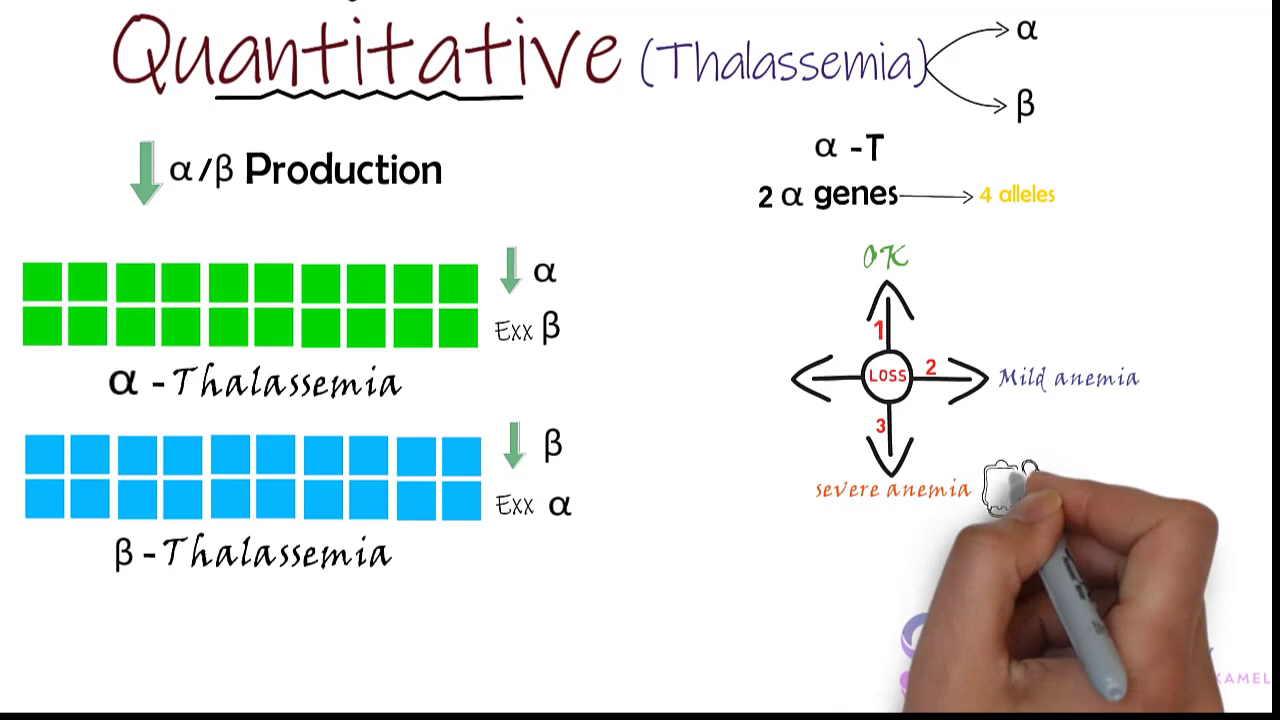 Quantitative (Thalassemia)
α
β
α/β Production
α -T
2 α genes
4 alleles
α
Exx β
α -Thalassemia
β
Exx α
β -Thalassemia
OK
1
LOSS
2
Mild anemia
3
severe anemia
KAMEL